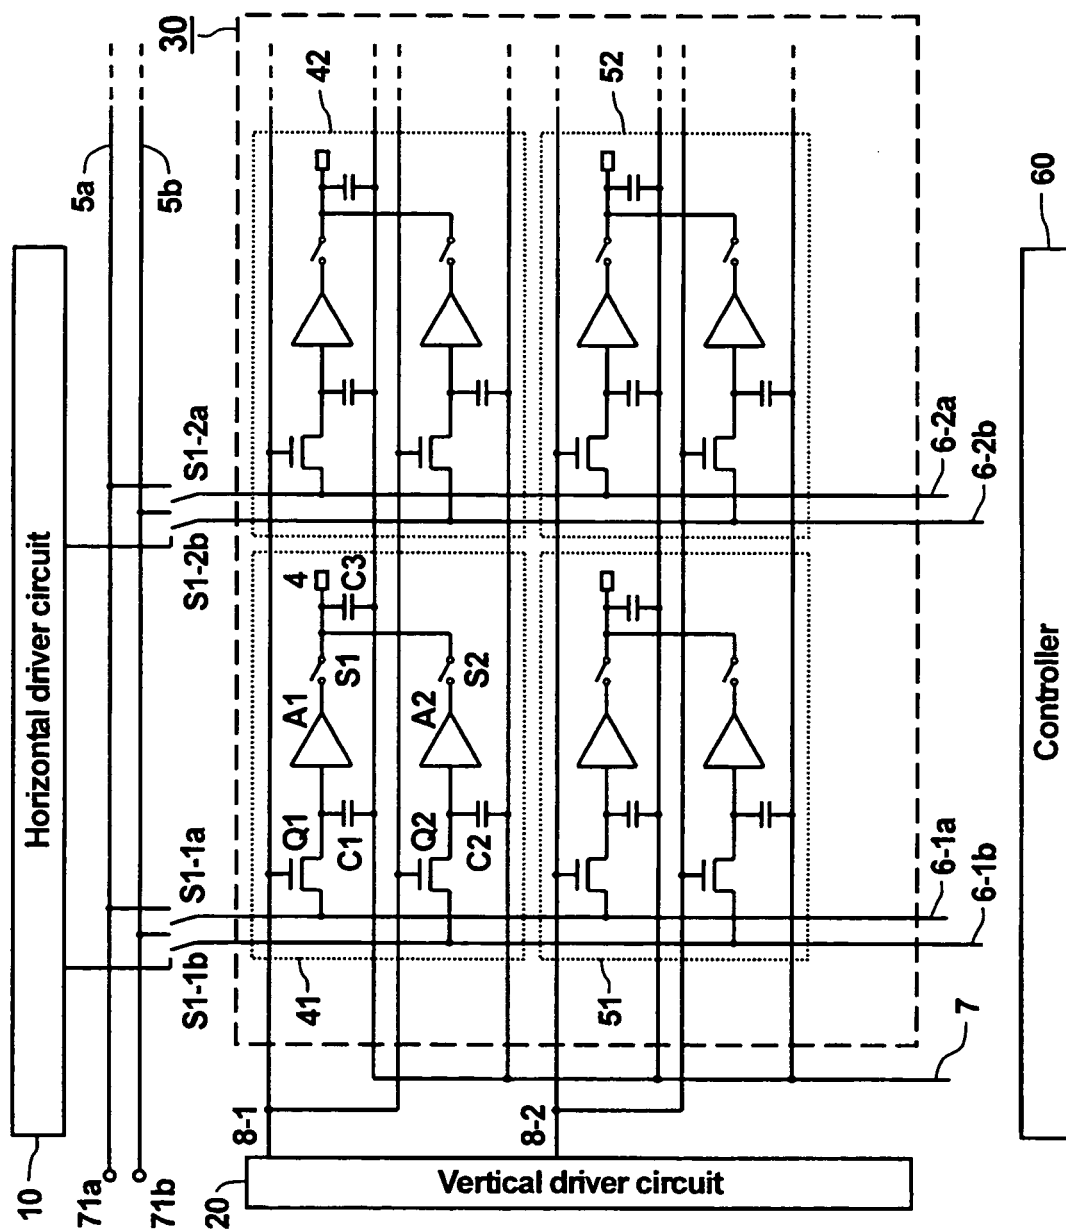 10
Horizontal driver circuit
71a
5a
71b
5b
S1-1b
S1-1a
S1-2b
S1-2a
30
20
Vertical driver circuit
8-1
41
Q1
C1
A1
S1
4
C3
42
Q2
C2
A2
S2
8-2
51
52
7
6-1b
6-1a
6-2b
6-2a
Controller
60